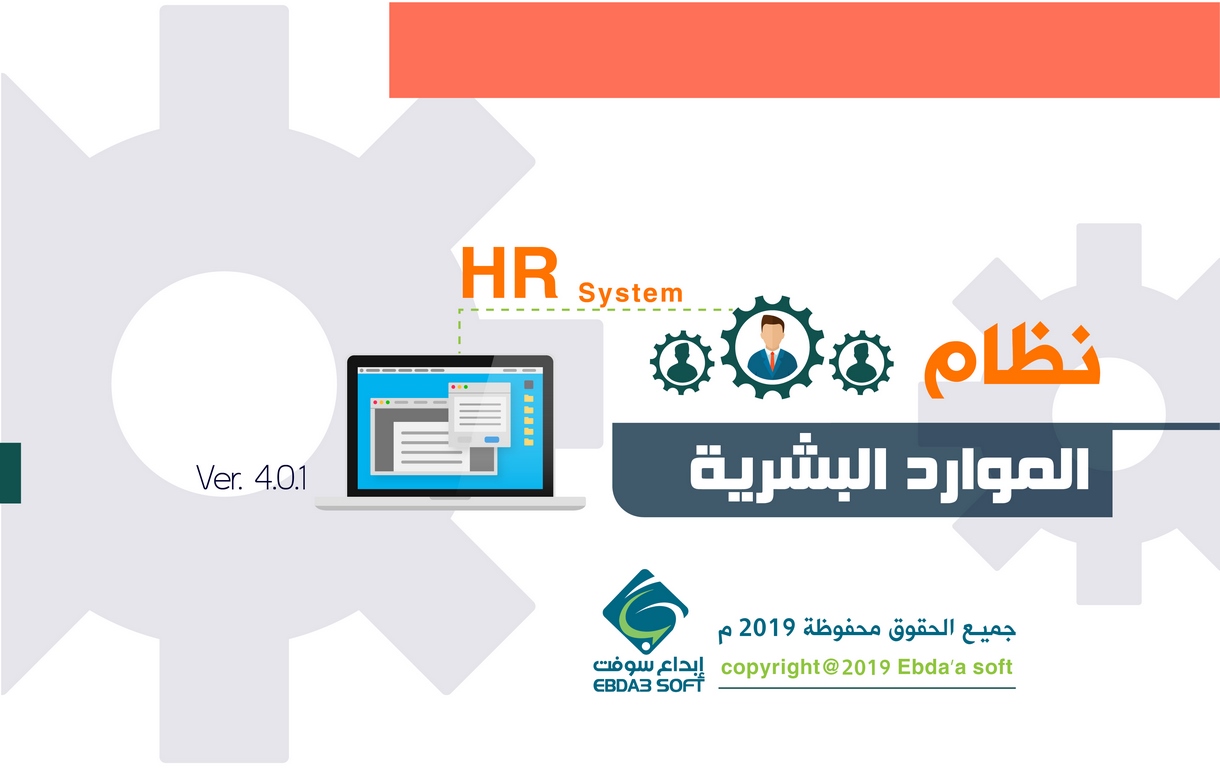 HR System
نظام
الموارد البشرية
Ver. 4.0.1
جميع الحقوق محفوظة 2019 م
copyright@2019 Ebda'a soft
إبداع سوفت
EBDA3 SOFT